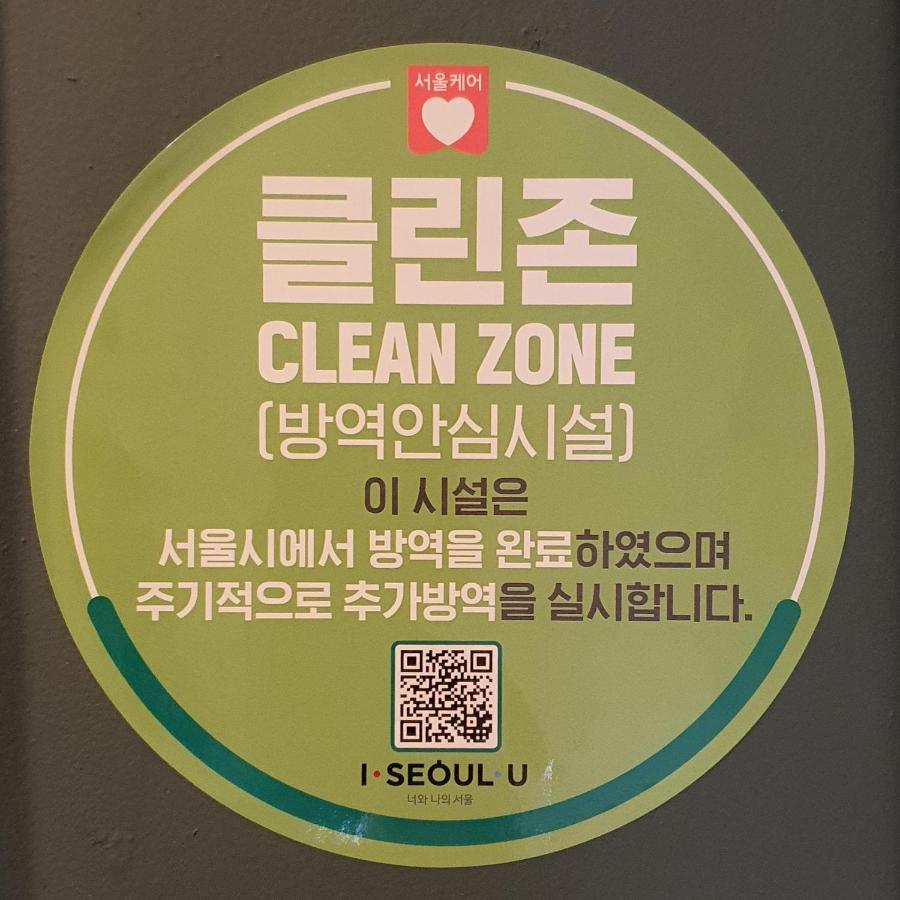 서울케어
클린존
CLEAN ZONE
(방역안심시설)
이 시설은
서울시에서 방역을 완료하였으며
주기적으로 추가방역을 실시합니다.
I·SEOUL·U
너와 나의 서울